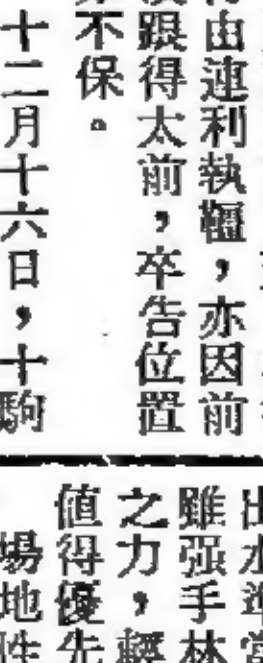 由連利執韁，亦因前
跟得太前，卒告位置
不保。
十二月十六日，十駒
雖强手林
之力，輕
值得優先
場地性